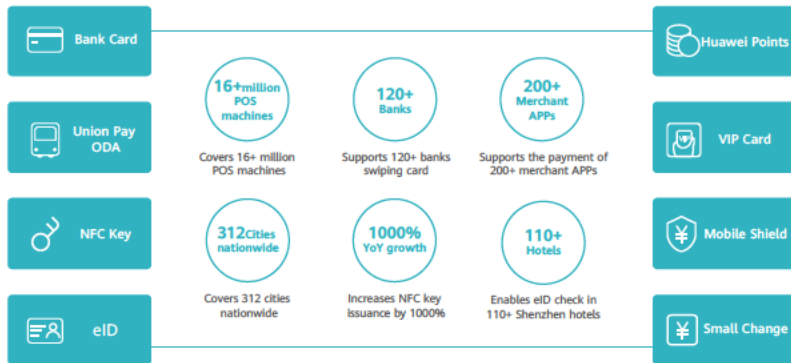 Bank Card
Union Pay
ODA
NFC Key
eID
16+million
POS
machines
Covers 16+ million
POS machines
120+
Banks
Supports 120+ banks
swiping card
200+
Merchant
APPs
Supports the payment of
200+ merchant APPs
312Cities
nationwide
Covers 312 cities
nationwide
1000%
YoY growth
Increases NFC key
issuance by 1000%
110+
Hotels
Enables eID check in
110+ Shenzhen hotels
Huawei Points
VIP
VIP Card
¥
Mobile Shield
¥
Small Change